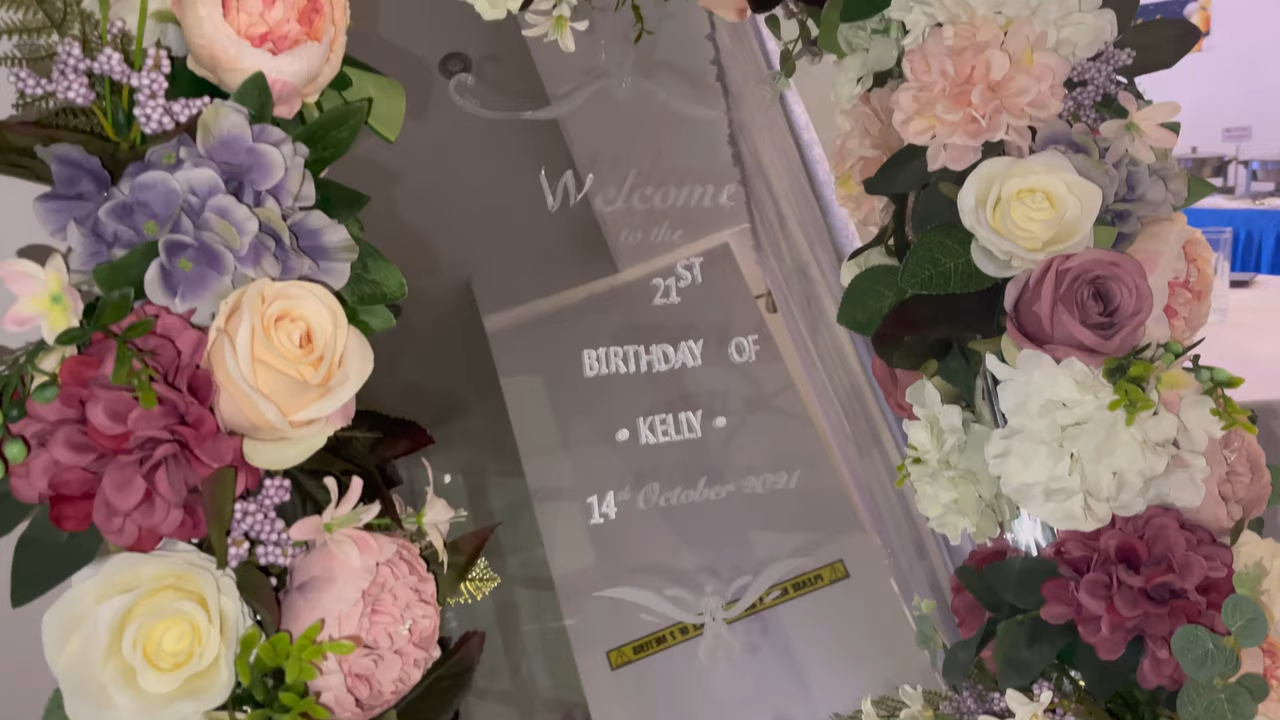 Welcome
to the
21ST
BIRTHDAY OF
• KELLY •
14th October 2021